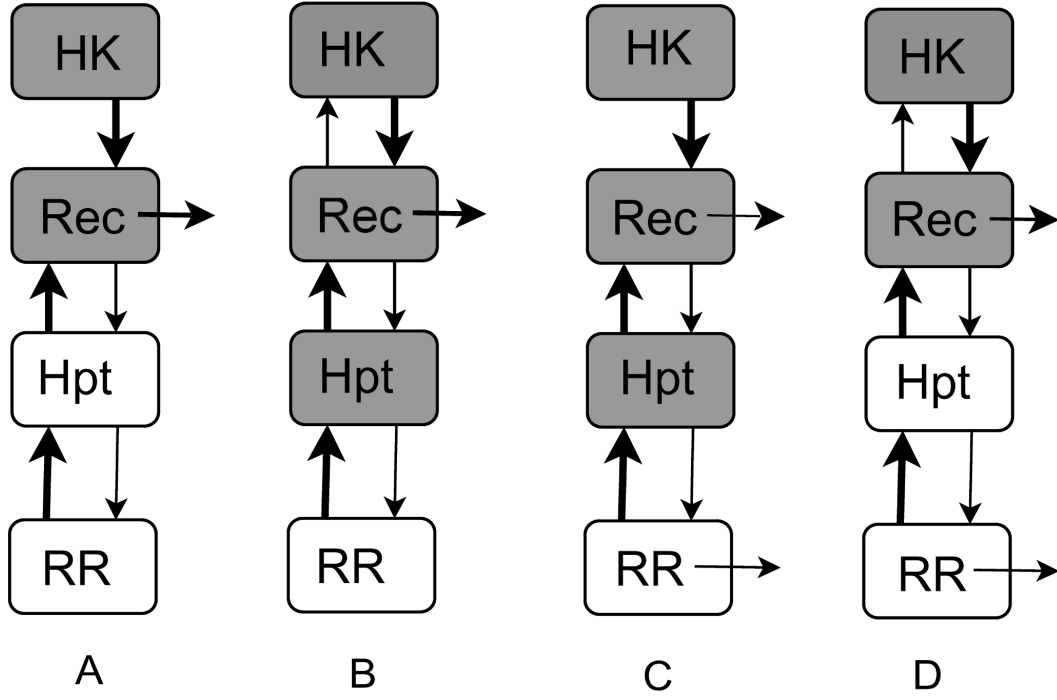 HK HK HK HK
Rec Rec Rec Rec
Hpt Hpt Hpt Hpt
RR RR RR RR
A B C D